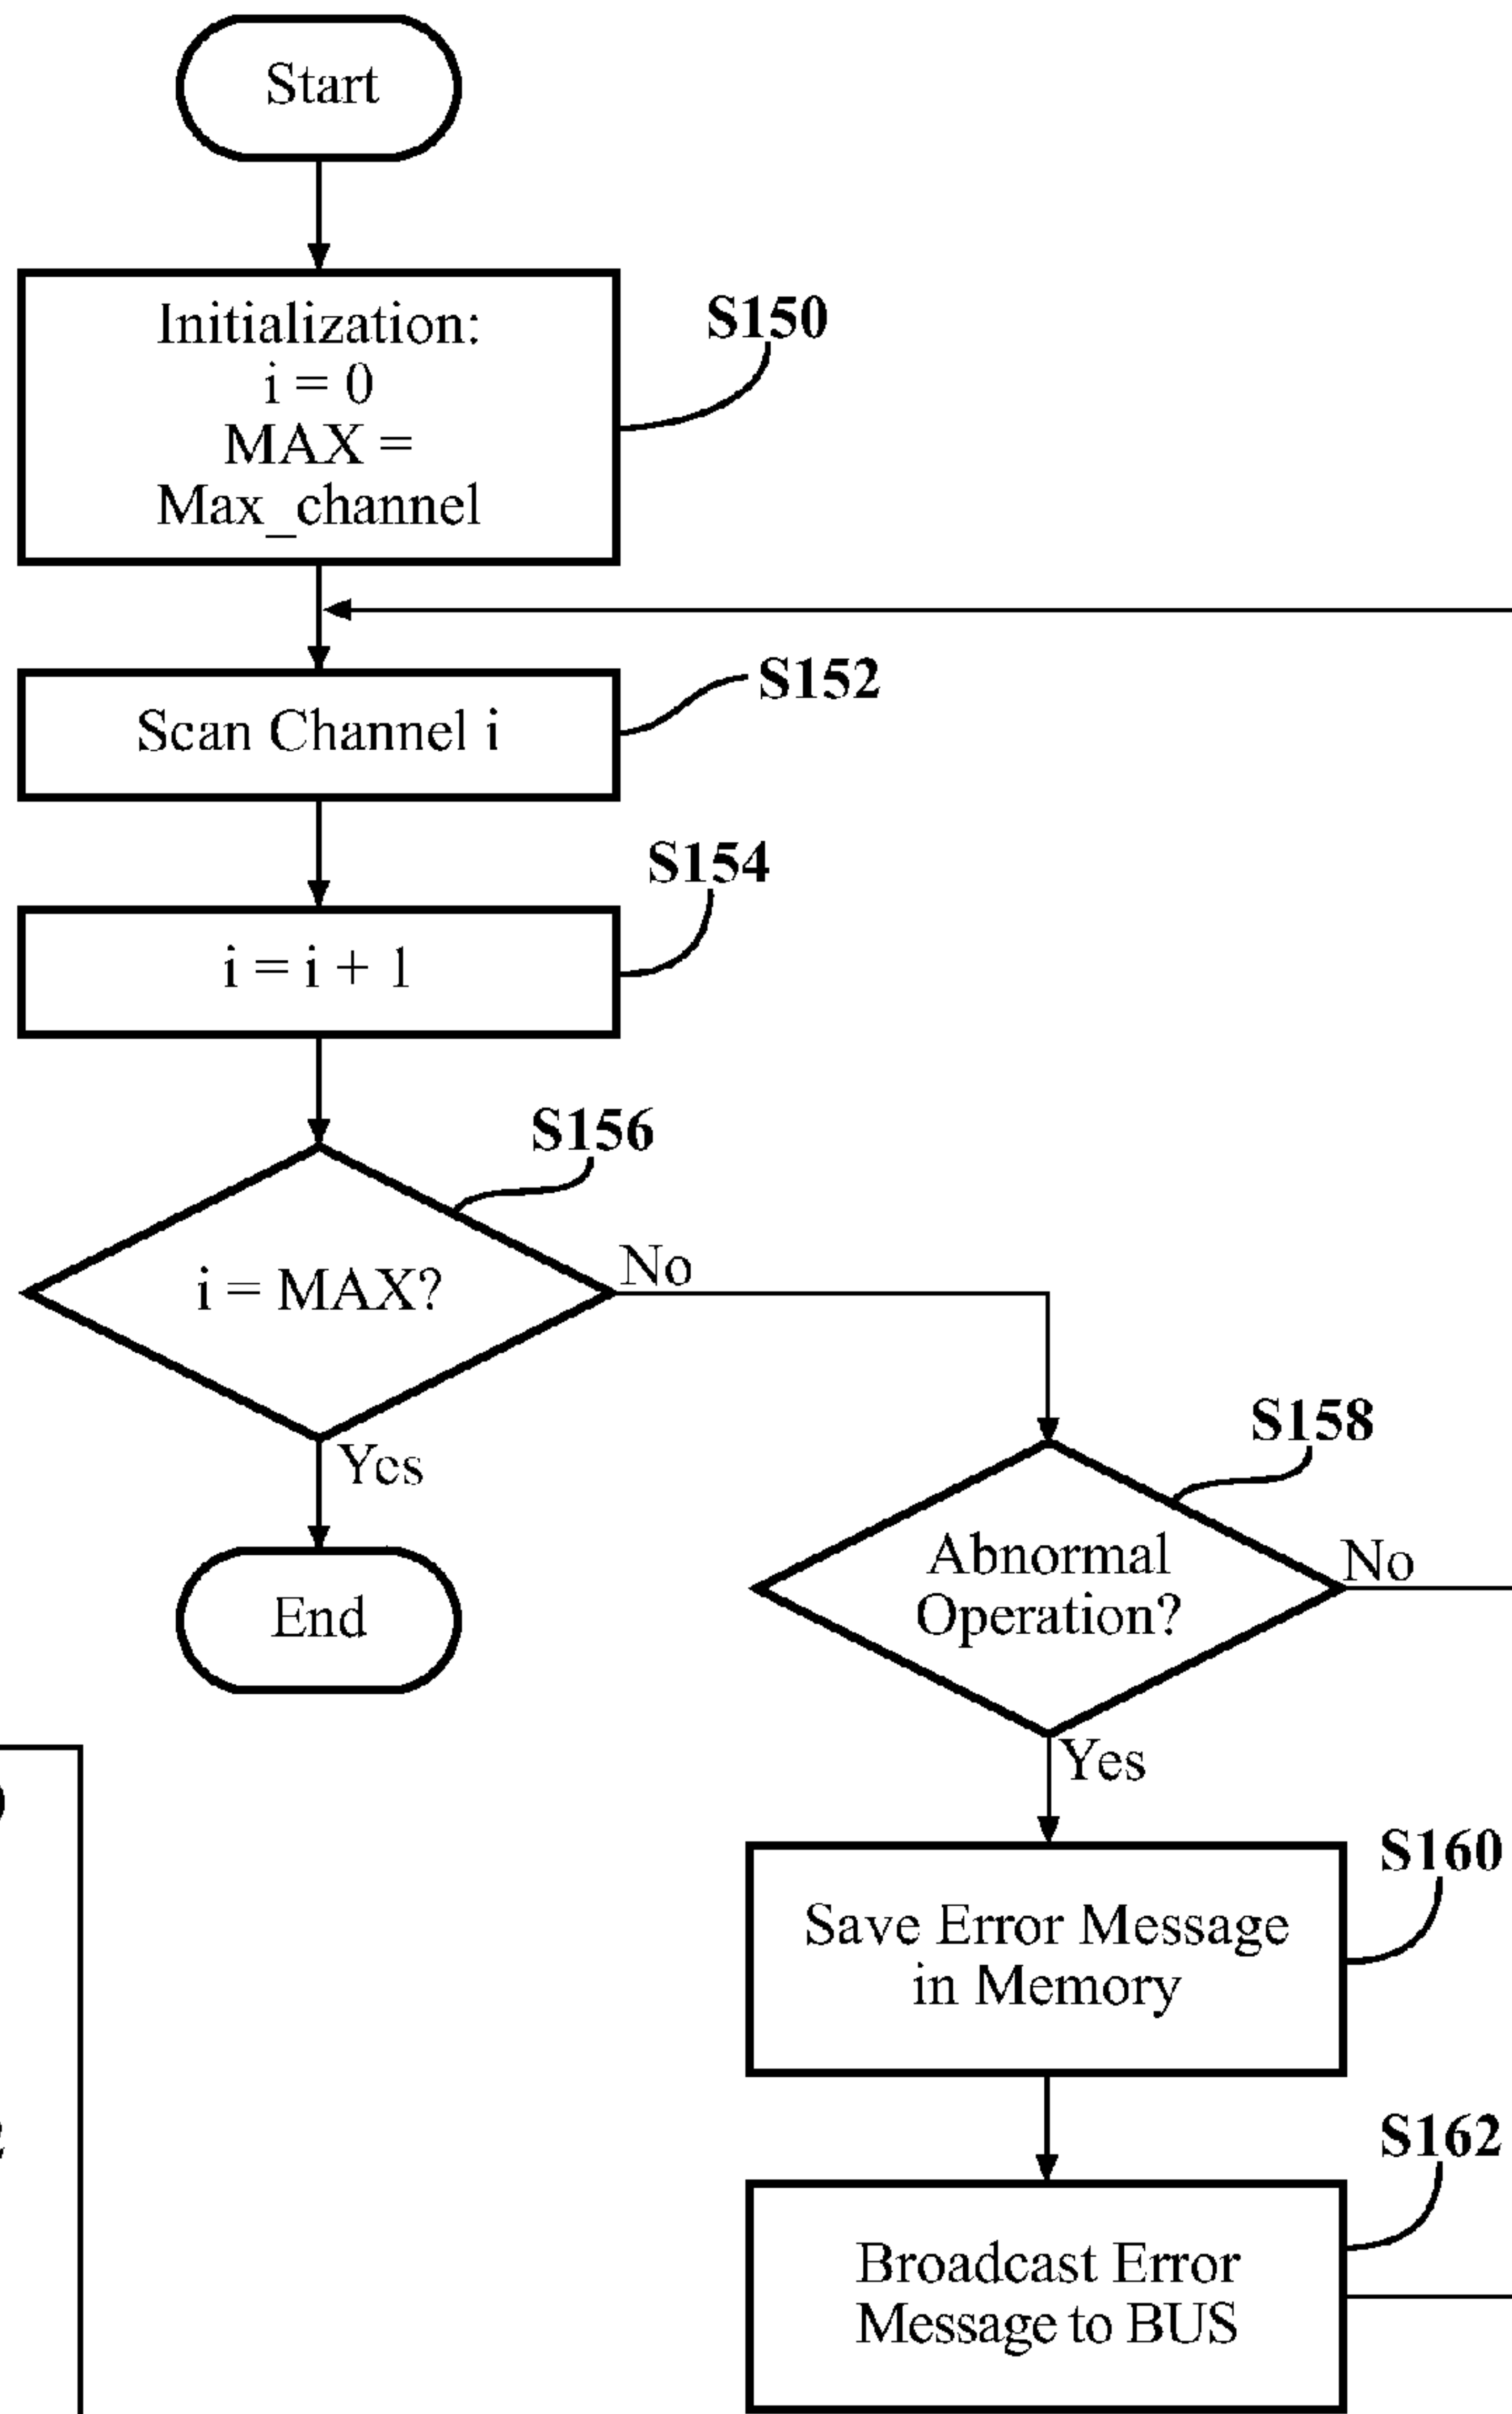 Start
Initialization:
i = 0
MAX =
Max_channel
S150
Scan Channel i
S152
S154
i = i + 1
S156
i = MAX?
No
Yes
End
S158
Abnormal
Operation?
No
Yes
S160
Save Error Message
in Memory
S162
Broadcast Error
Message to BUS